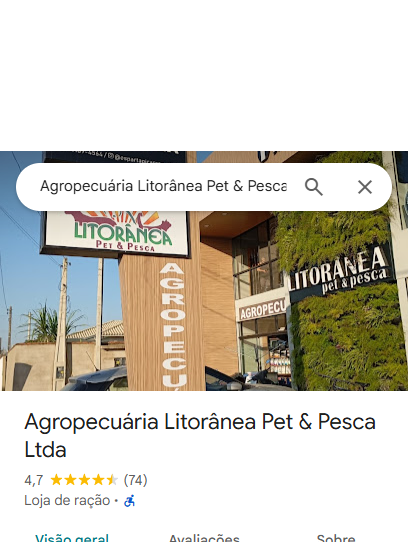 Agropecuária Litorânea Pet & Pesca
LITORÂNEA
PET & PESCA
AGROPECU
LITORÂNEA
pet & pesca
AGROPECU
Agropecuária Litorânea Pet & Pesca
Ltda
4,7 (74)
Loja de ração ·
Visão geral Avaliações Sobre